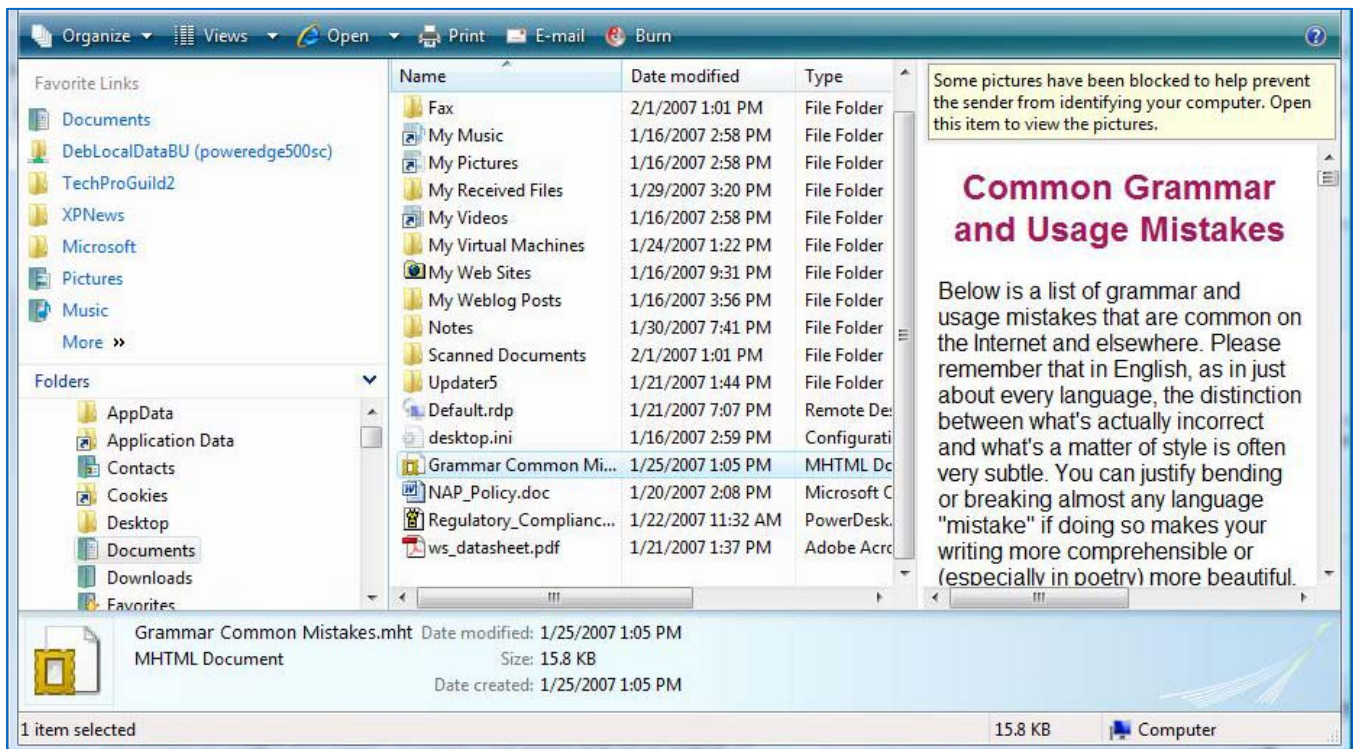 Organize Views Open Print E-mail Burn
Favorite Links
Documents
DebLocalDataBU (poweredge500sc)
TechProGuild2
XPNews
Microsoft
Pictures
Music
More »
Folders
AppData
Application Data
Contacts
Cookies
Desktop
Documents
Downloads
Favorites
Name Date modified Type
Fax 2/1/2007 1:01 PM File Folder
My Music 1/16/2007 2:58 PM File Folder
My Pictures 1/16/2007 2:58 PM File Folder
My Received Files 1/29/2007 3:20 PM File Folder
My Videos 1/16/2007 2:58 PM File Folder
My Virtual Machines 1/24/2007 1:22 PM File Folder
My Web Sites 1/16/2007 9:31 PM File Folder
My Weblog Posts 1/16/2007 3:56 PM File Folder
Notes 1/30/2007 7:41 PM File Folder
Scanned Documents 2/1/2007 1:01 PM File Folder
Updater5 1/21/2007 1:44 PM File Folder
Default.rdp 1/21/2007 7:07 PM Remote Des
desktop.ini 1/16/2007 2:59 PM Configurati
Grammar Common Mi... 1/25/2007 1:05 PM MHTML Dc
NAP_Policy.doc 1/20/2007 2:08 PM Microsoft C
Regulatory_Complianc... 1/22/2007 11:32 AM PowerDesk.
ws_datasheet.pdf 1/21/2007 1:37 PM Adobe Acrc
Some pictures have been blocked to help prevent
the sender from identifying your computer. Open
this item to view the pictures.
Common Grammar
and Usage Mistakes
Below is a list of grammar and
usage mistakes that are common on
the Internet and elsewhere. Please
remember that in English, as in just
about every language, the distinction
between what's actually incorrect
and what's a matter of style is often
very subtle. You can justify bending
or breaking almost any language
"mistake" if doing so makes your
writing more comprehensible or
(especially in poetry) more beautiful.
Grammar Common Mistakes.mht Date modified: 1/25/2007 1:05 PM
MHTML Document Size: 15.8 KB
Date created: 1/25/2007 1:05 PM
1 item selected 15.8 KB Computer